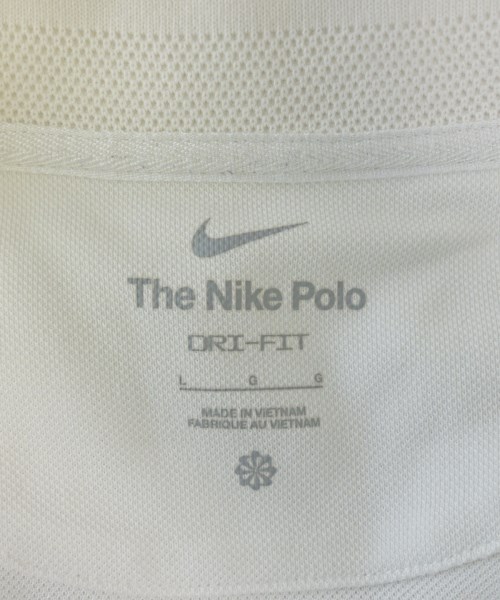 The Nike Polo
DRI-FIT
L G G
MADE IN VIETNAM
FABRIQUE AU VIETNAM